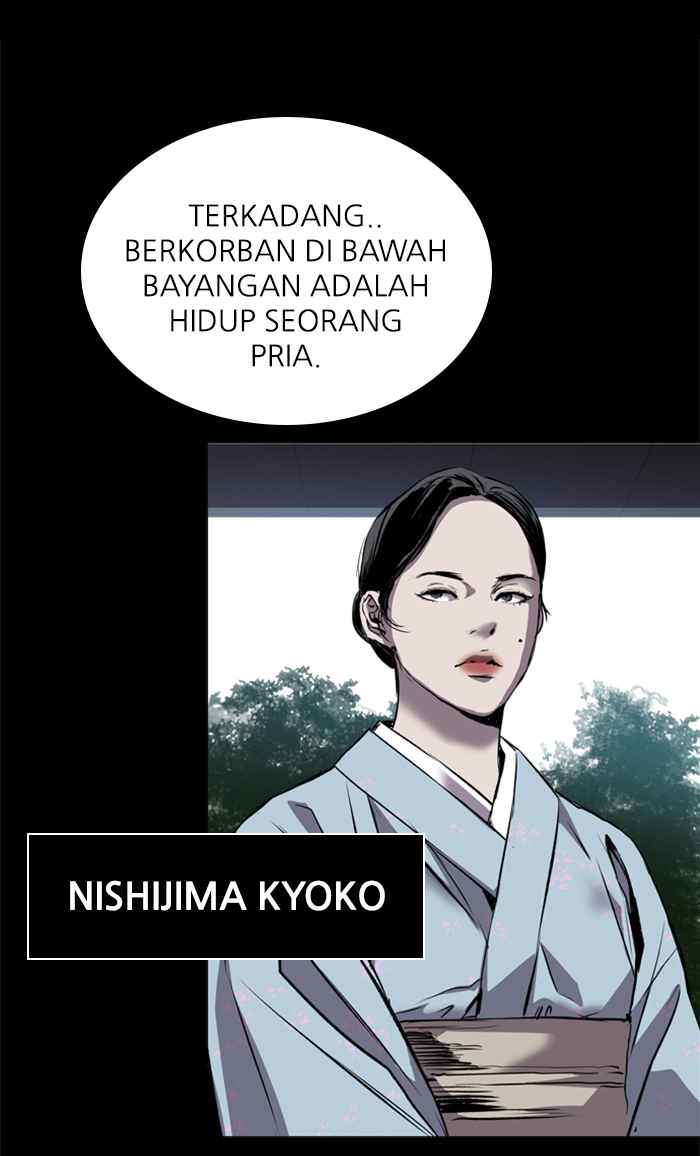 TERKADANG..
BERKORBAN DI BAWAH
BAYANGAN ADALAH
HIDUP SEORANG
PRIA.
NISHIJIMA KYOKO